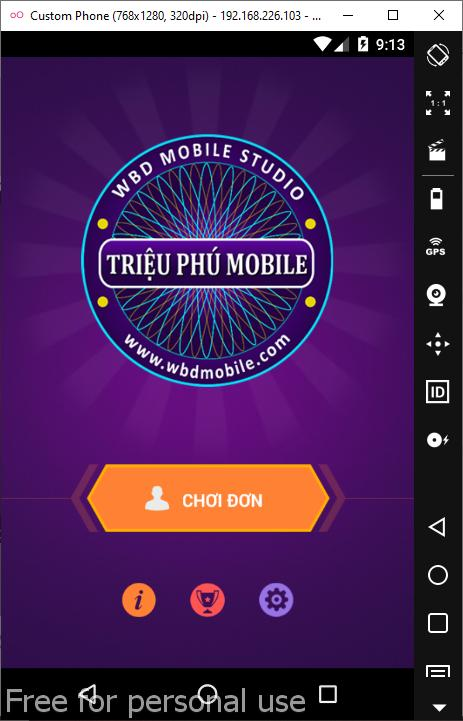 Custom Phone (768x1280, 320dpi) - 192.168.226.103 - ...
9:13
1:1
WBD MOBILE STUDIO
TRIỆU PHÚ MOBILE
www.wbdmobile.com
GPS
ID
CHƠI ĐƠN
i
Free for personal use